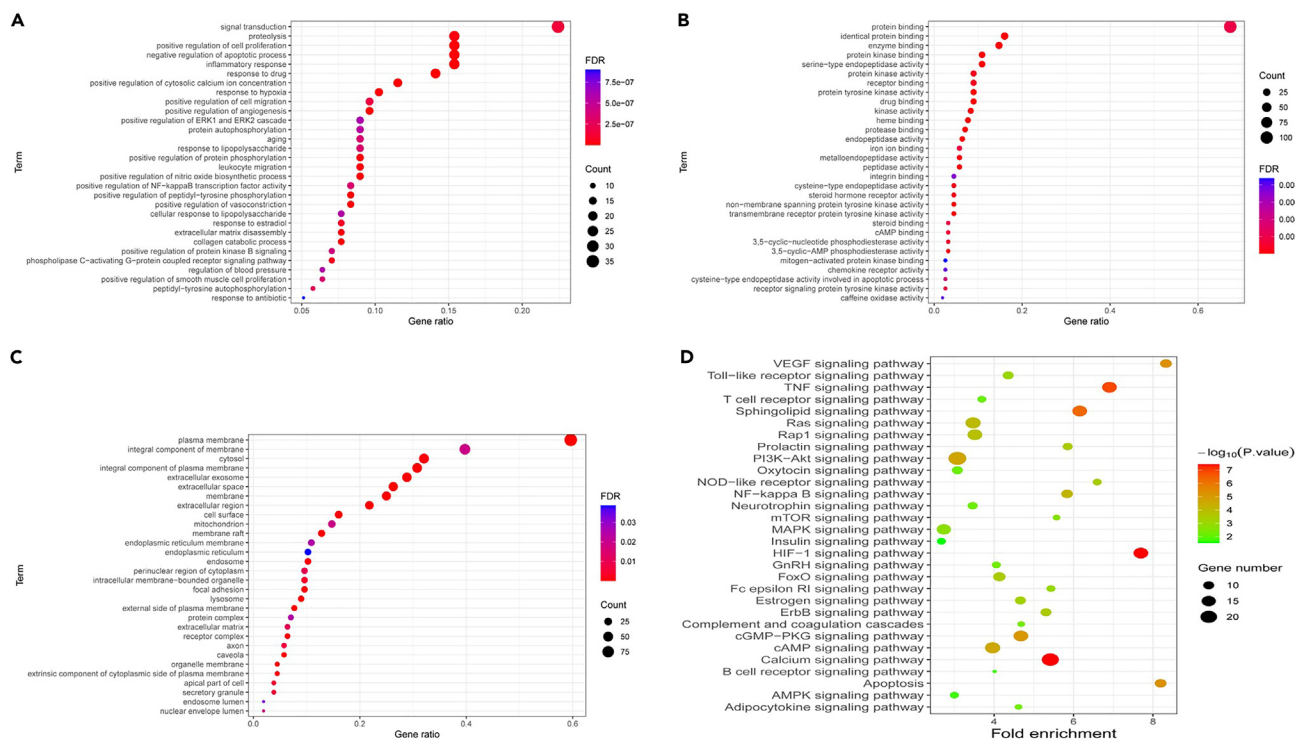 A
signal transduction
proteolysis
positive regulation of cell proliferation
negative regulation of apoptotic process
inflammatory response
response to drug
positive regulation of cytosolic calcium ion concentration
response to hypoxia
positive regulation of cell migration
positive regulation of angiogenesis
positive regulation of ERK1 and ERK2 cascade
protein autophosphorylation
aging
response to lipopolysaccharide
positive regulation of protein phosphorylation
leukocyte migration
positive regulation of nitric oxide biosynthetic process
positive regulation of NF-kappaB transcription factor activity
positive regulation of peptidyl-tyrosine phosphorylation
positive regulation of vasoconstriction
cellular response to lipopolysaccharide
response to estradiol
extracellular matrix disassembly
collagen catabolic process
positive regulation of protein kinase B signaling
phospholipase C-activating G-protein coupled receptor signaling pathway
regulation of blood pressure
positive regulation of smooth muscle cell proliferation
peptidyl-tyrosine autophosphorylation
response to antibiotic
Term
0.05 0.10 0.15 0.20
Gene ratio
FDR
7.5e-07
5.0e-07
2.5e-07
Count
10
15
20
25
30
35
B
protein binding
identical protein binding
enzyme binding
protein kinase binding
serine-type endopeptidase activity
protein kinase activity
receptor binding
protein tyrosine kinase activity
drug binding
kinase activity
heme binding
protease binding
endopeptidase activity
iron ion binding
metalloendopeptidase activity
peptidase activity
integrin binding
cysteine-type endopeptidase activity
steroid hormone receptor activity
non-membrane spanning protein tyrosine kinase activity
transmembrane receptor protein tyrosine kinase activity
steroid binding
cAMP binding
3,5-cyclic-nucleotide phosphodiesterase activity
3,5-cyclic-AMP phosphodiesterase activity
mitogen-activated protein kinase binding
chemokine receptor activity
cysteine-type endopeptidase activity involved in apoptotic process
receptor signaling protein tyrosine kinase activity
caffeine oxidase activity
Term
0.0 0.2 0.4 0.6
Gene ratio
Count
25
50
75
100
FDR
0.00
0.00
0.00
0.00
C
plasma membrane
integral component of membrane
cytosol
integral component of plasma membrane
extracellular exosome
extracellular space
membrane
extracellular region
cell surface
mitochondrion
membrane raft
endoplasmic reticulum membrane
endoplasmic reticulum
endosome
perinuclear region of cytoplasm
intracellular membrane-bounded organelle
focal adhesion
lysosome
external side of plasma membrane
protein complex
extracellular matrix
receptor complex
axon
caveola
organelle membrane
extrinsic component of cytoplasmic side of plasma membrane
apical part of cell
secretory granule
endosome lumen
nuclear envelope lumen
Term
0.0 0.2 0.4 0.6
Gene ratio
FDR
0.03
0.02
0.01
Count
25
50
75
D
VEGF signaling pathway
Toll-like receptor signaling pathway
TNF signaling pathway
T cell receptor signaling pathway
Sphingolipid signaling pathway
Ras signaling pathway
Rap1 signaling pathway
Prolactin signaling pathway
PI3K-Akt signaling pathway
Oxytocin signaling pathway
NOD-like receptor signaling pathway
NF-kappa B signaling pathway
Neurotrophin signaling pathway
mTOR signaling pathway
MAPK signaling pathway
Insulin signaling pathway
HIF-1 signaling pathway
GnRH signaling pathway
FoxO signaling pathway
Fc epsilon RI signaling pathway
Estrogen signaling pathway
ErbB signaling pathway
Complement and coagulation cascades
cGMP-PKG signaling pathway
cAMP signaling pathway
Calcium signaling pathway
B cell receptor signaling pathway
Apoptosis
AMPK signaling pathway
Adipocytokine signaling pathway
4 6 8
Fold enrichment
−log10(P.value)
7
6
5
4
3
2
Gene number
10
15
20